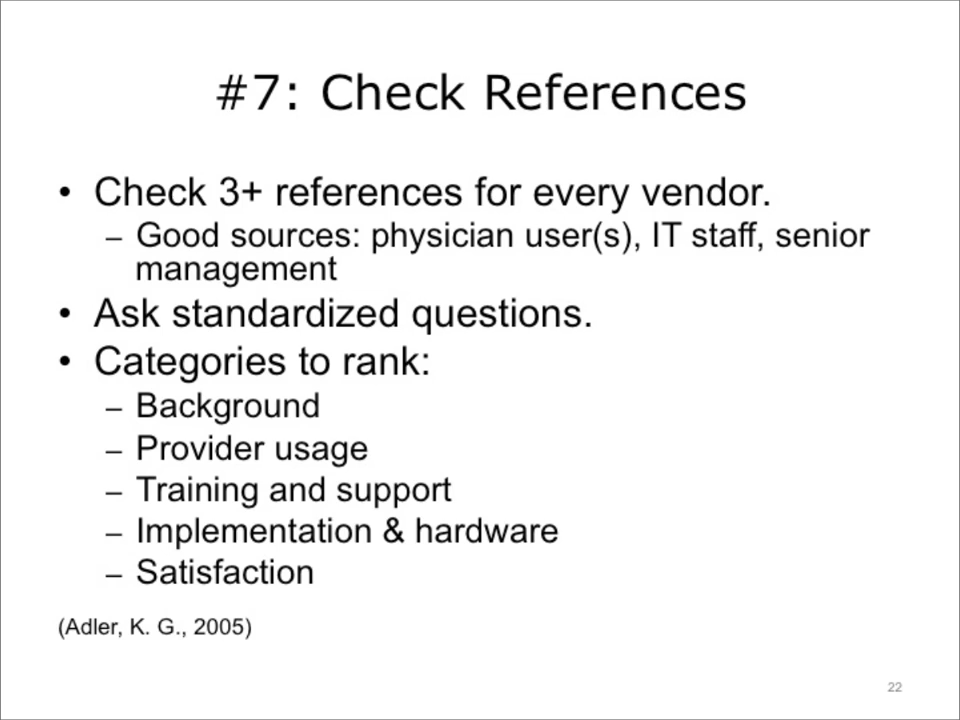 #7: Check References
• Check 3+ references for every vendor.
– Good sources: physician user(s), IT staff, senior
management
• Ask standardized questions.
• Categories to rank:
– Background
– Provider usage
– Training and support
– Implementation & hardware
– Satisfaction
(Adler, K. G., 2005)
22